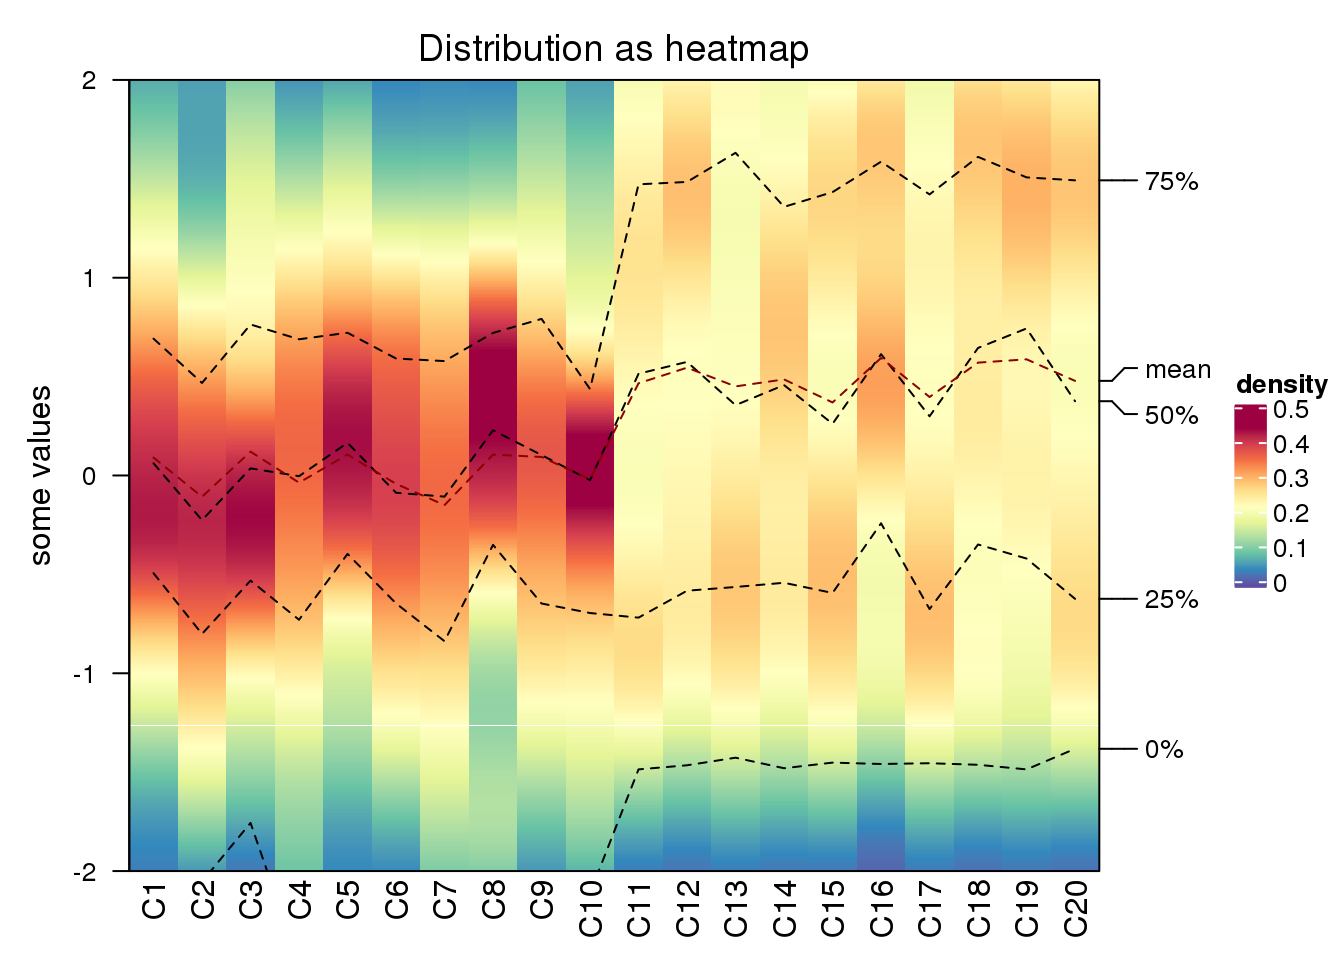 Distribution as heatmap
some values
2
1
0
-1
-2
75%
mean
50%
25%
0%
density
0.5
0.4
0.3
0.2
0.1
0
C1
C2
C3
C4
C5
C6
C7
C8
C9
C10
C11
C12
C13
C14
C15
C16
C17
C18
C19
C20